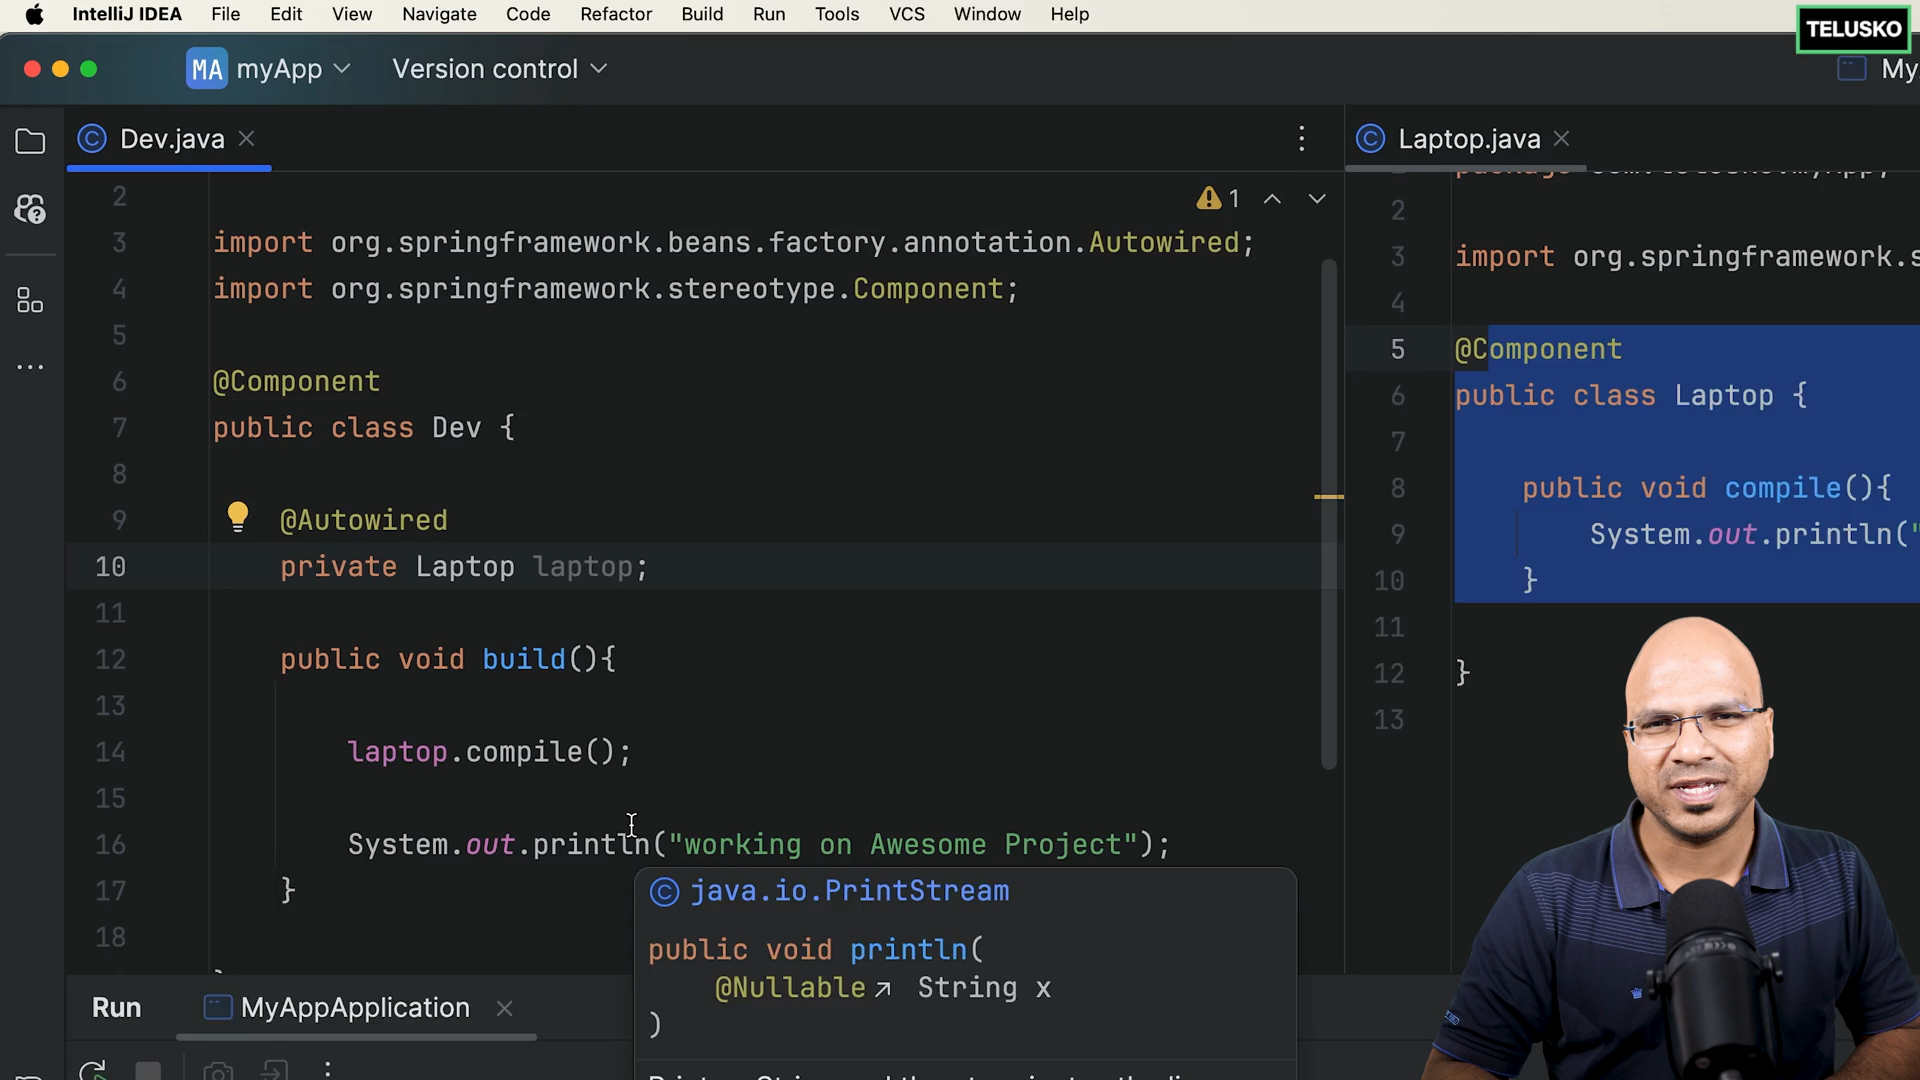 IntelliJ IDEA File Edit View Navigate Code Refactor Build Run Tools VCS Window Help
TELUSKO
MA myApp Version control
My
Dev.java
1
2
3 import org.springframework.beans.factory.annotation.Autowired;
4 import org.springframework.stereotype.Component;
5
6 @Component
7 public class Dev {
8
9 @Autowired
10 private Laptop laptop;
11
12 public void build(){
13
14 laptop.compile();
15
16 System.out.println("working on Awesome Project");
17 }
18
java.io.PrintStream
public void println(
@Nullable String x
)
Laptop.java
2
3 import org.springframework.s
4
5 @Component
6 public class Laptop {
7
8 public void compile(){
9 System.out.println("
10 }
11
12 }
13
Run MyAppApplication